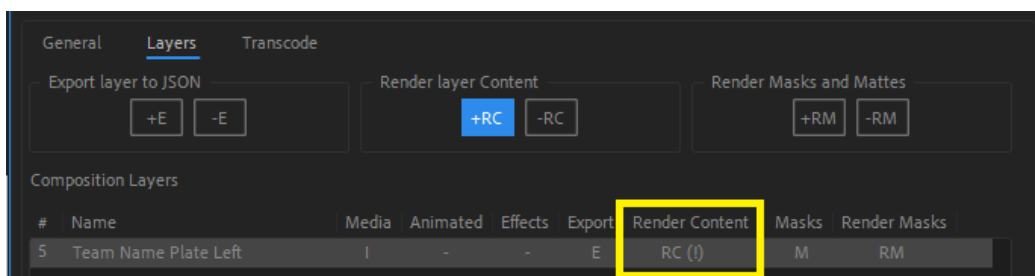 General Layers Transcode
Export layer to JSON Render layer Content Render Masks and Mattes
+E -E +RC -RC +RM -RM
Composition Layers
# Name Media Animated Effects Export Render Content Masks Render Masks
5 Team Name Plate Left I - - E RC (!) M RM